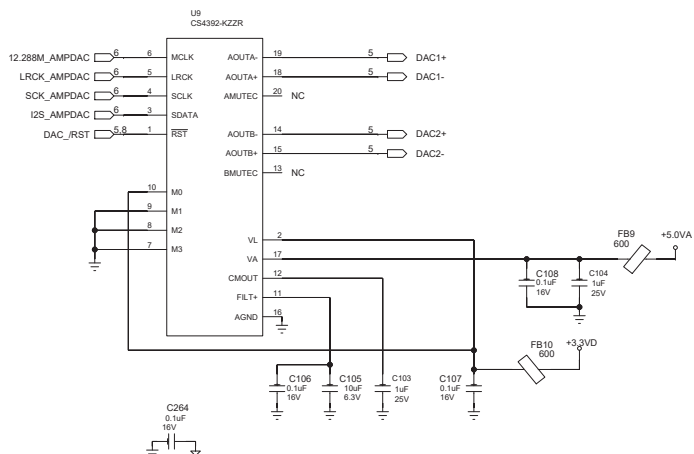 U9
CS4392-KZZR
12.288M_AMPDAC 6 6 MCLK AOUTA- 19 5 DAC1+
LRCK_AMPDAC 6 5 LRCK AOUTA+ 18 5 DAC1-
SCK_AMPDAC 6 4 SCLK AMUTEC 20 NC
I2S_AMPDAC 6 3 SDATA AOUTB- 14 5 DAC2+
DAC_/RST 5,8 1 RST AOUTB+ 15 5 DAC2-
BMUTEC 13 NC
10 M0
9 M1
8 M2
7 M3
VL 2
VA 17
CMOUT 12
FILT+ 11
AGND 16
FB9
600
+5.0VA
C108
0.1uF
16V
C104
1uF
25V
FB10
600
+3.3VD
C106
0.1uF
16V
C105
10uF
6.3V
C103
1uF
25V
C107
0.1uF
16V
C264
0.1uF
16V